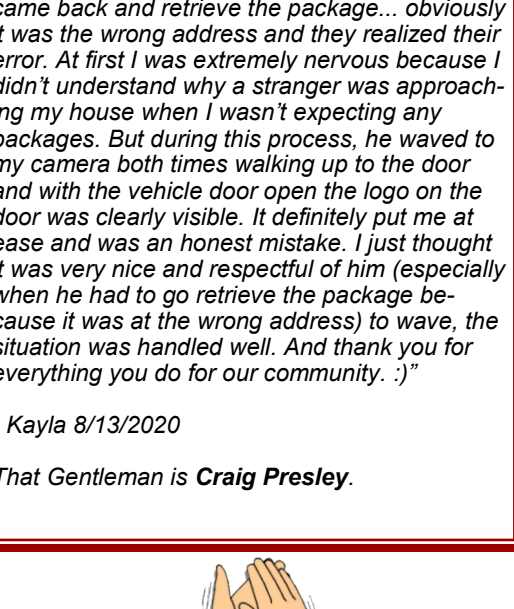 came back and retrieve the package... obviously
t was the wrong address and they realized their
error. At first I was extremely nervous because I
didn’t understand why a stranger was approach-
ng my house when I wasn’t expecting any
packages. But during this process, he waved to
my camera both times walking up to the door
and with the vehicle door open the logo on the
door was clearly visible. It definitely put me at
ease and was an honest mistake. I just thought
t was very nice and respectful of him (especially
when he had to go retrieve the package be-
cause it was at the wrong address) to wave, the
situation was handled well. And thank you for
everything you do for our community. :)”
Kayla 8/13/2020
That Gentleman is Craig Presley.